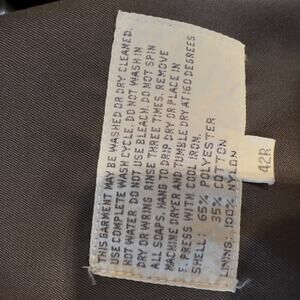 THIS GARMENT MAY BE WASHED OR DRY CLEANED.
USE COMPLETE WASH CYCLE. DO NOT WASH IN
HOT WATER DO NOT USE BLEACH. DO NOT SPIN
DRY OR WRING. RINSE THREE TIMES. REMOVE
ALL SOAPS. HANG TO DRIP DRY OR PLACE IN
MACHINE DRYER AND TUMBLE DRY AT 160 DEGREES
F. PRESS WITH COOL IRON.
SHELL: 65% POLYESTER
35% COTTON
LINING: 100% NYLON
42R